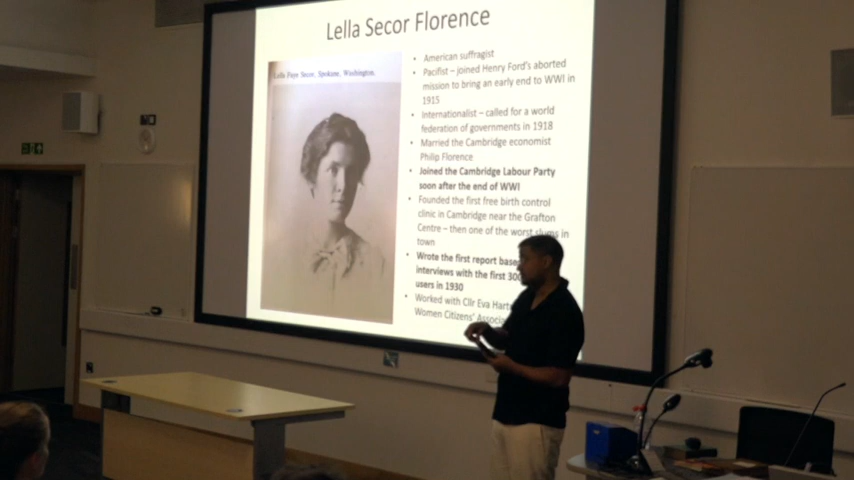 Lella Secor Florence
Lella Faye Secor, Spokane, Washington.
• American suffragist
• Pacifist – joined Henry Ford's aborted
mission to bring an early end to WWI in
1915
• Internationalist – called for a world
federation of governments in 1918
• Married the Cambridge economist
Philip Florence
• Joined the Cambridge Labour Party
soon after the end of WWI
• Founded the first free birth control
clinic in Cambridge near the Grafton
Centre – then one of the worst slums in
town
• Wrote the first report
interviews with the first
users in 1930
• Worked with Cllr Eva
Women Citizens'